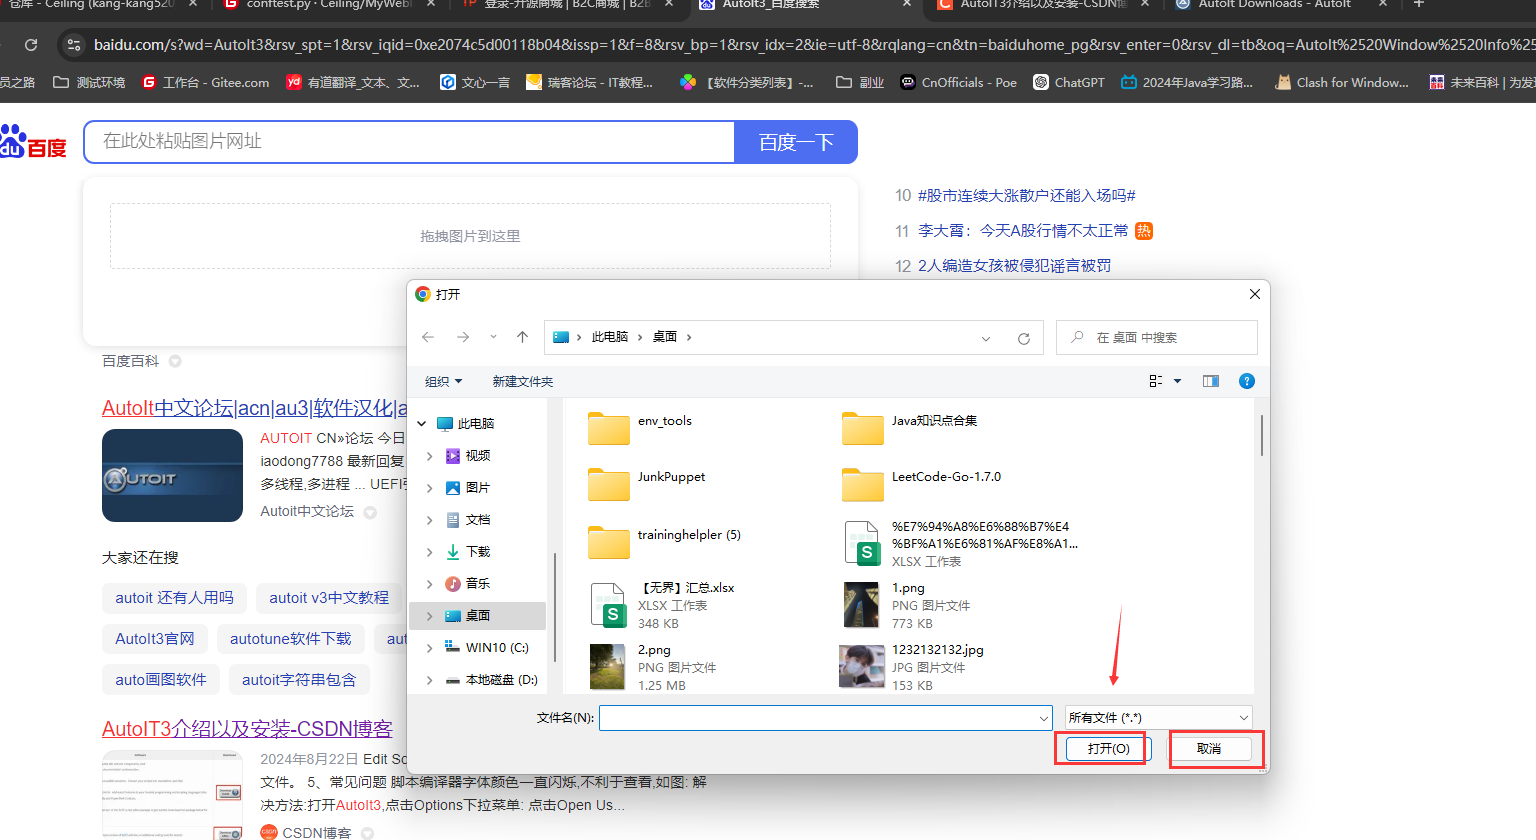 仓库 - Ceiling (kang-kang520
conftest.py · Ceiling/MyWebl
登录-开源商城 | B2C商城 | B2B
AutoIt3_百度搜索
AutoIT3介绍以及安装-CSDN博
AutoIt Downloads - AutoIt
baidu.com/s?wd=AutoIt3&rsv_spt=1&rsv_iqid=0xe2074c5d00118b04&issp=1&f=8&rsv_bp=1&rsv_idx=2&ie=utf-8&rqlang=cn&tn=baiduhome_pg&rsv_enter=0&rsv_dl=tb&oq=AutoIt%2520Window%2520Info%25
员之路
测试环境
工作台 - Gitee.com
有道翻译_文本、文...
文心一言
瑞客论坛 - IT教程...
【软件分类列表】-...
副业
CnOfficials - Poe
ChatGPT
2024年Java学习路...
Clash for Window...
未来百科 | 为发现
du百度
在此处粘贴图片网址
百度一下
拖拽图片到这里
10 #股市连续大涨散户还能入场吗#
11 李大霄：今天A股行情不太正常 热
12 2人编造女孩被侵犯谣言被罚
百度百科
AutoIt中文论坛|acn|au3|软件汉化|a
AUTOIT
AUTOIT CN»论坛 今日
iaodong7788 最新回复
多线程,多进程 ... UEFI
Autoit中文论坛
大家还在搜
autoit 还有人用吗
autoit v3中文教程
AutoIt3官网
autotune软件下载
aut
auto画图软件
autoit字符串包含
AutoIT3介绍以及安装-CSDN博客
2024年8月22日 Edit Sc
文件。 5、常见问题 脚本编译器字体颜色一直闪烁,不利于查看,如图: 解
决方法:打开AutoIt3,点击Options下拉菜单: 点击Open Us...
CSDN博客
打开
此电脑 › 桌面 ›
在 桌面 中搜索
组织
新建文件夹
此电脑
视频
图片
文档
下载
音乐
桌面
WIN10 (C:)
本地磁盘 (D:)
env_tools
Java知识点合集
JunkPuppet
LeetCode-Go-1.7.0
traininghelpler (5)
%E7%94%A8%E6%88%B7%E4
%BF%A1%E6%81%AF%E8%A1...
XLSX 工作表
【无界】汇总.xlsx
XLSX 工作表
348 KB
1.png
PNG 图片文件
773 KB
2.png
PNG 图片文件
1.25 MB
1232132132.jpg
JPG 图片文件
153 KB
文件名(N):
所有文件 (*.*)
打开(O)
取消